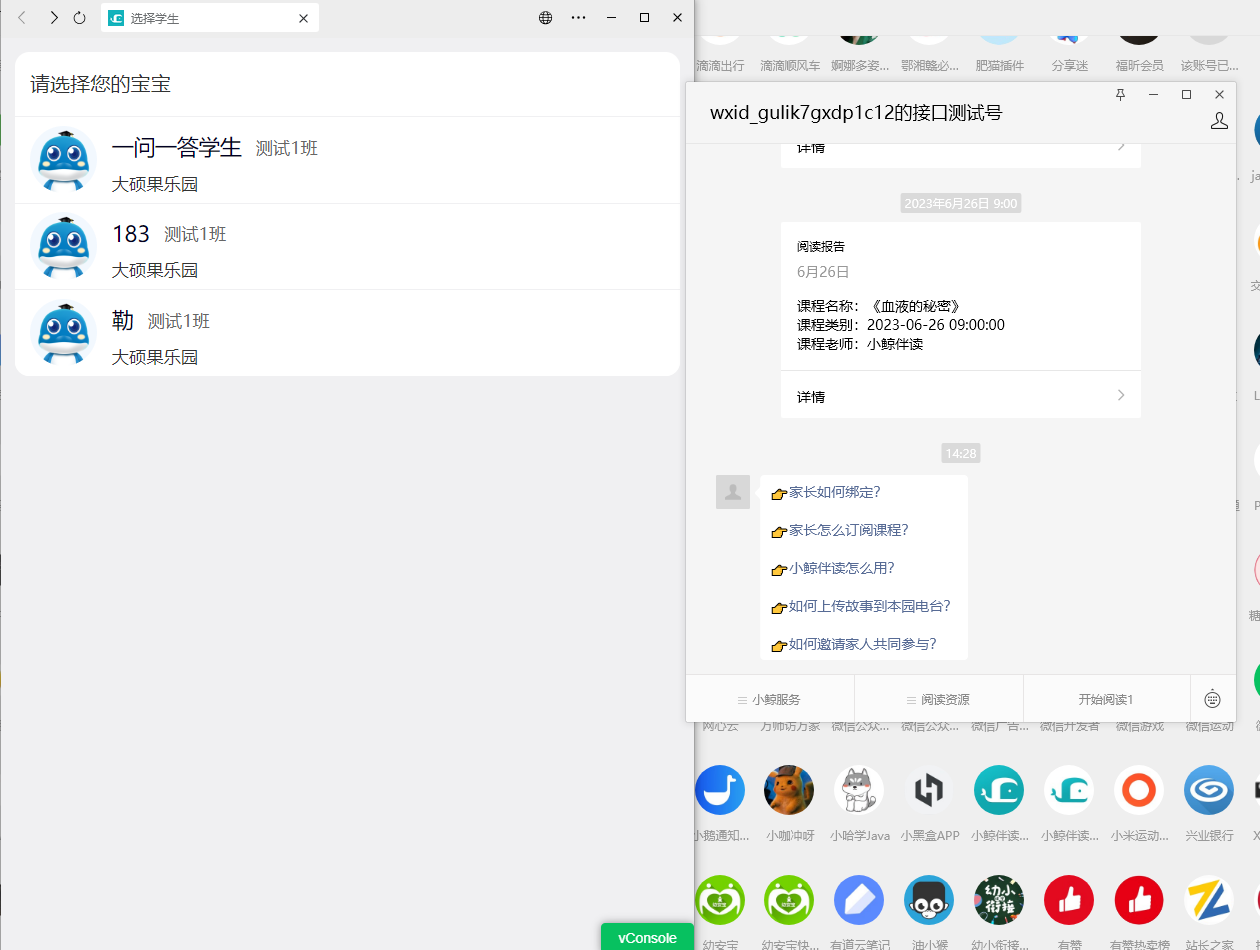 选择学生
请选择您的宝宝
一问一答学生 测试1班
大硕果乐园
183 测试1班
大硕果乐园
勒 测试1班
大硕果乐园
vConsole
滴滴出行 滴滴顺风车 婀娜多姿... 鄂湘赣必... 肥猫插件 分享迷 福昕会员 该账号已...
wxid_gulik7gxdp1c12的接口测试号
详情
2023年6月26日 9:00
阅读报告
6月26日
课程名称：《血液的秘密》
课程类别：2023-06-26 09:00:00
课程老师：小鲸伴读
详情
14:28
家长如何绑定?
家长怎么订阅课程?
小鲸伴读怎么用?
如何上传故事到本园电台?
如何邀请家人共同参与?
小鲸服务 阅读资源 开始阅读1
网心云 万师访万家 微信公众... 微信公众... 微信广告... 微信开发者 微信游戏 微信运动
小鹅通知... 小咖冲呀 小哈学Java 小黑盒APP 小鲸伴读... 小鲸伴读... 小米运动... 兴业银行
幼小衔接
幼安宝 幼安宝快... 有道云笔记 油小猴 幼小衔接... 有赞 有赞热卖榜 站长之家